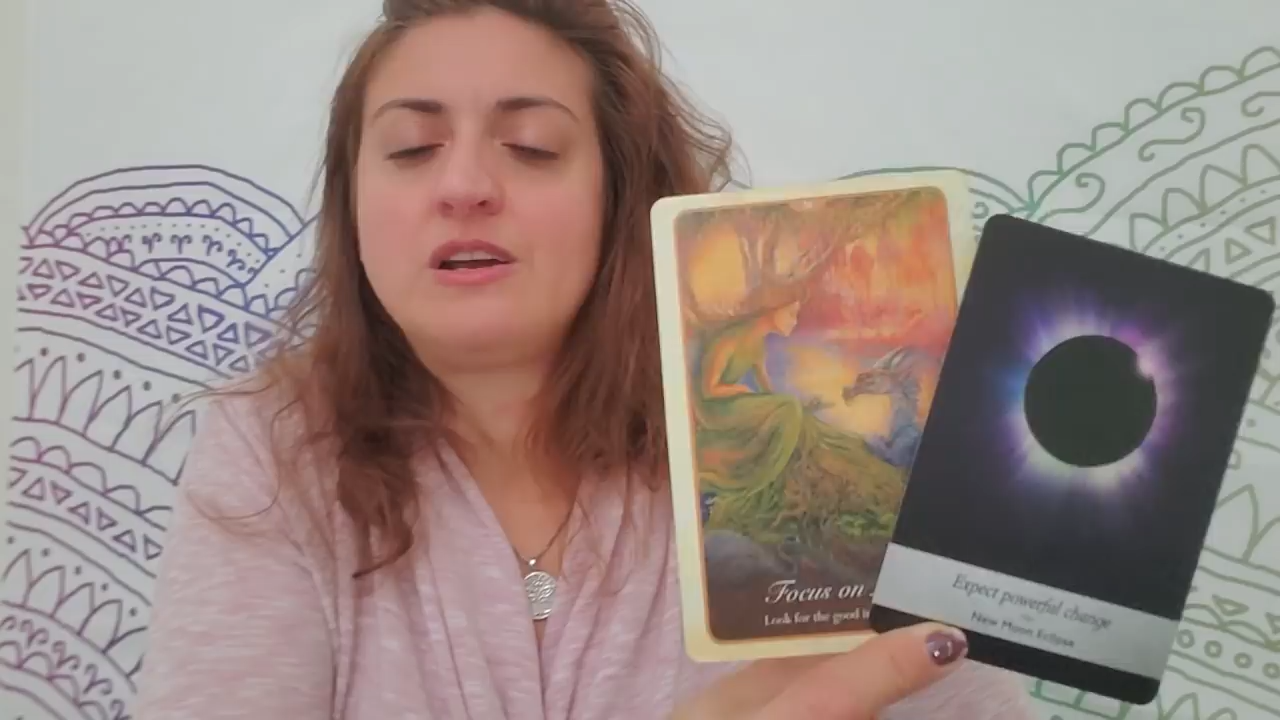 Focus on
Look for the good
Expect powerful change
New Moon Eclipse